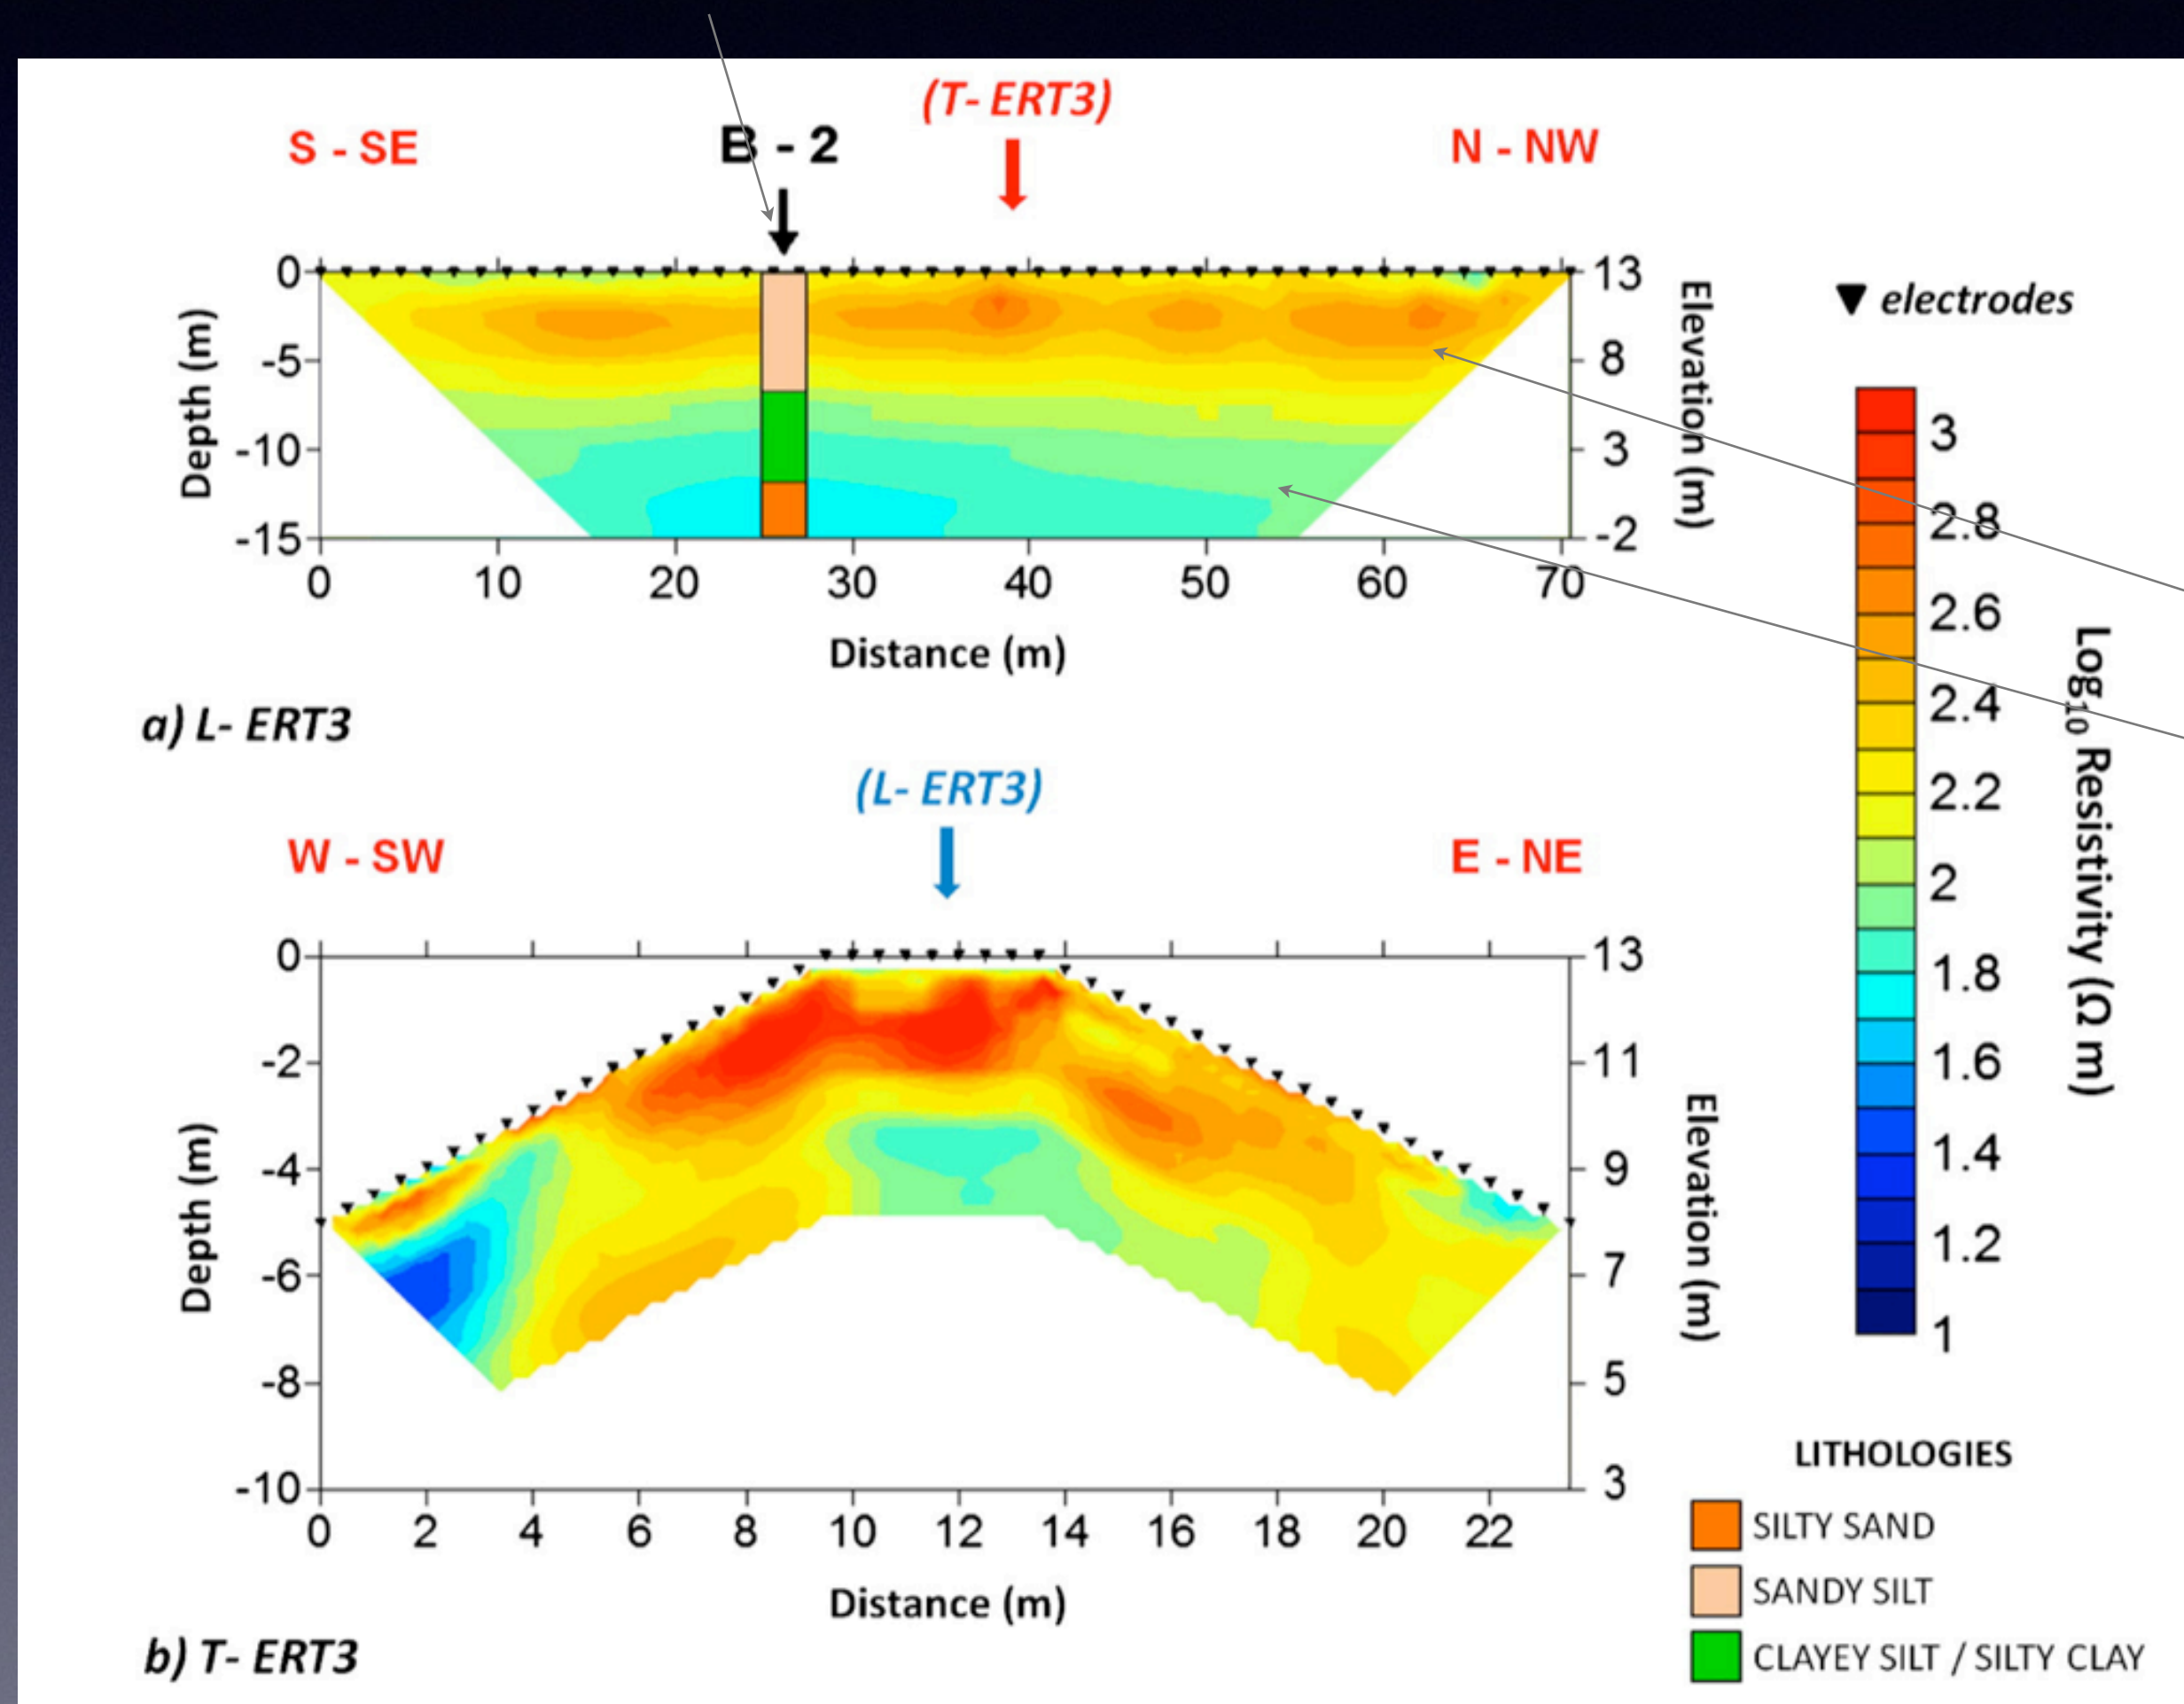 (T- ERT3)
S - SE
B - 2
N - NW
0
-5
-10
-15
Depth (m)
13
8
3
-2
Elevation (m)
0 10 20 30 40 50 60 70
Distance (m)
a) L- ERT3
electrodes
3
2.8
2.6
2.4
2.2
2
1.8
1.6
1.4
1.2
1
Log₁₀ Resistivity (Ω m)
(L- ERT3)
W - SW
E - NE
0
-2
-4
-6
-8
-10
Depth (m)
13
11
9
7
5
3
Elevation (m)
0 2 4 6 8 10 12 14 16 18 20 22
Distance (m)
b) T- ERT3
LITHOLOGIES
SILTY SAND
SANDY SILT
CLAYEY SILT / SILTY CLAY